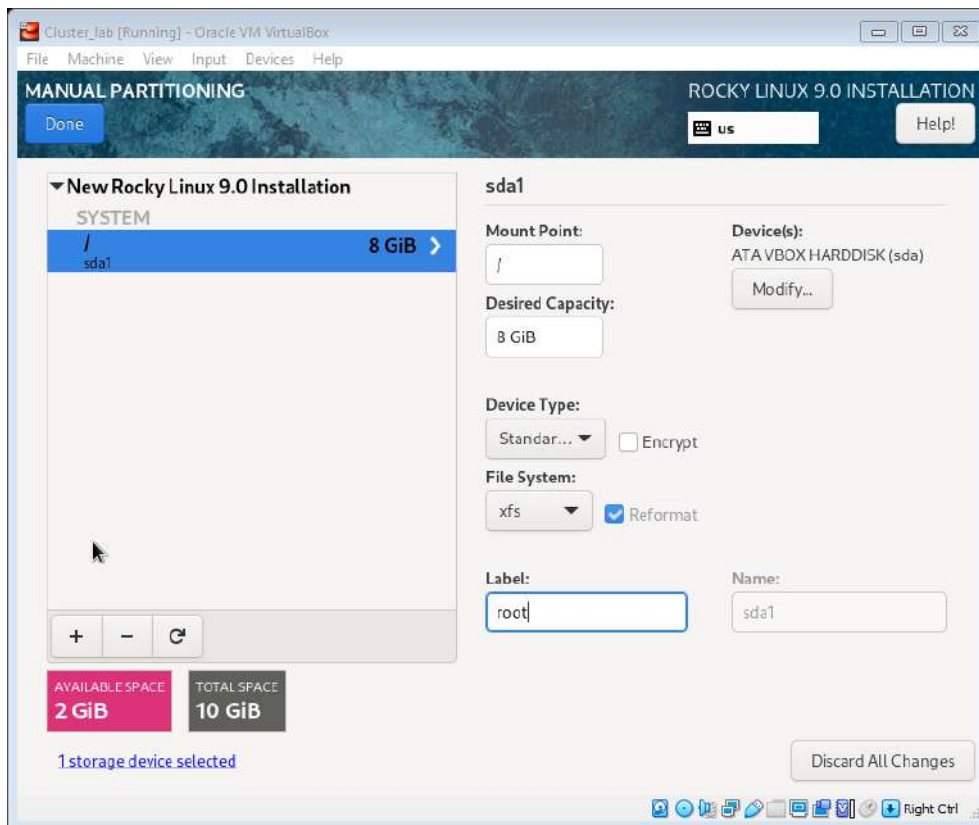 Cluster_lab [Running] - Oracle VM VirtualBox
File Machine View Input Devices Help
MANUAL PARTITIONING
ROCKY LINUX 9.0 INSTALLATION
Done
us
Help!
New Rocky Linux 9.0 Installation
SYSTEM
/
8 GiB
sda1
sda1
Mount Point:
/
Device(s):
ATA VBOX HARDDISK (sda)
Modify...
Desired Capacity:
8 GiB
Device Type:
Standar...
Encrypt
File System:
xfs
Reformat
Label:
root
Name:
sda1
+ −
AVAILABLE SPACE
2 GiB
TOTAL SPACE
10 GiB
1 storage device selected
Discard All Changes
Right Ctrl